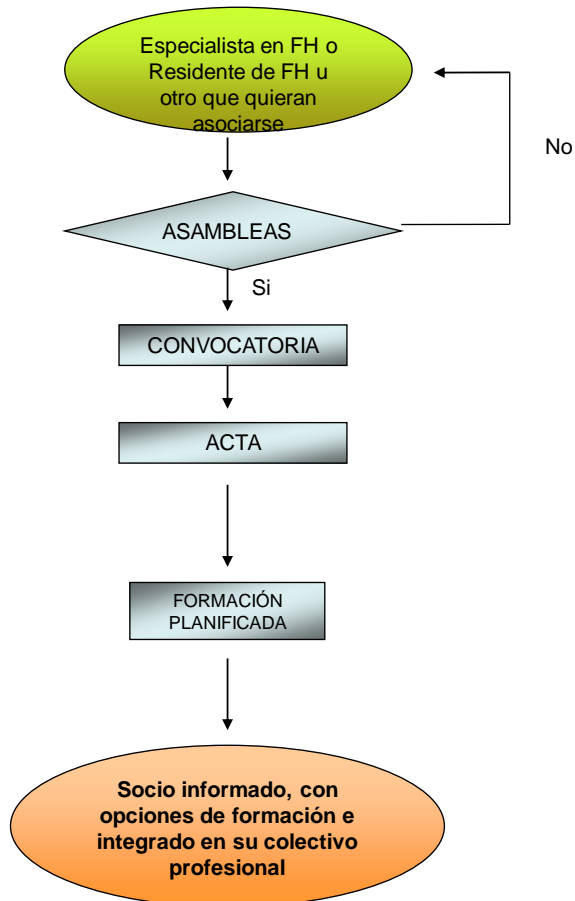 Especialista en FH o
Residente de FH u
otro que quieran
asociarse
No
ASAMBLEAS
Si
CONVOCATORIA
ACTA
FORMACIÓN
PLANIFICADA
Socio informado, con
opciones de formación e
integrado en su colectivo
profesional